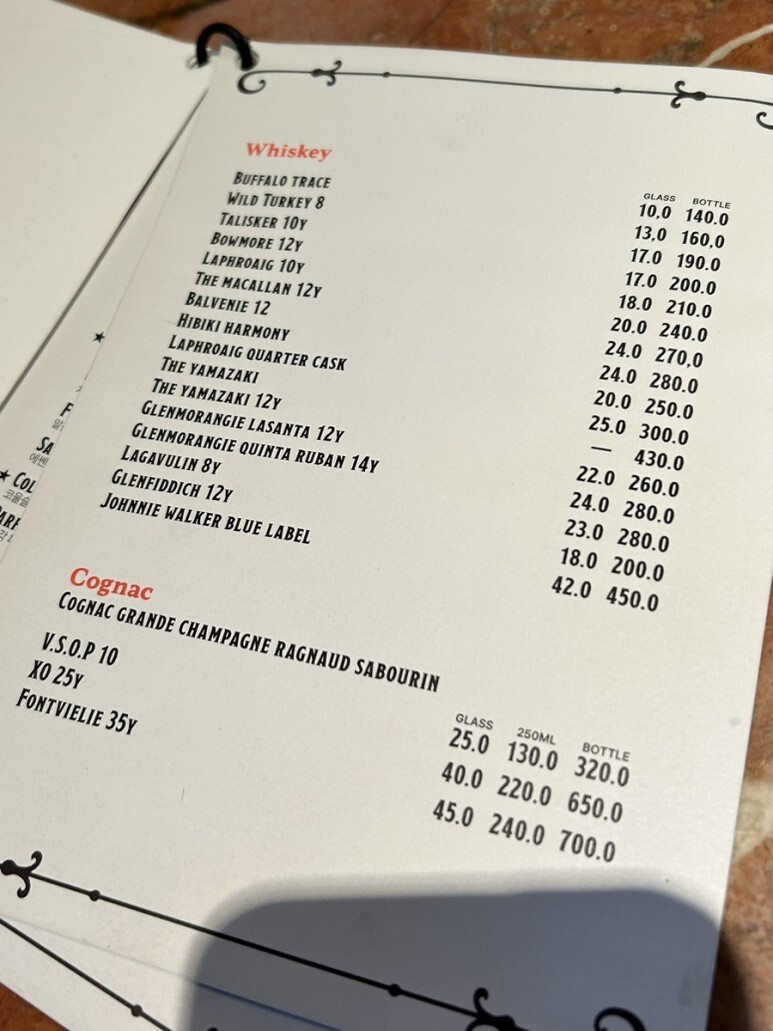 Whiskey
GLASS BOTTLE
BUFFALO TRACE 10,0 140.0
WILD TURKEY 8 13,0 160,0
TALISKER 10Y 17.0 190.0
BOWMORE 12Y 17.0 200.0
LAPHROAIG 10Y 18.0 210.0
THE MACALLAN 12Y 20.0 240.0
BALVENIE 12 24.0 270,0
HIBIKI HARMONY 24.0 280.0
LAPHROAIG QUARTER CASK 20.0 250.0
THE YAMAZAKI 25.0 300.0
THE YAMAZAKI 12Y — 430.0
GLENMORANGIE LASANTA 12Y 22.0 260.0
GLENMORANGIE QUINTA RUBAN 14Y 24.0 280.0
LAGAVULIN 8Y 23.0 280.0
GLENFIDDICH 12Y 18.0 200.0
JOHNNIE WALKER BLUE LABEL 42.0 450.0
Cognac
COGNAC GRANDE CHAMPAGNE RAGNAUD SABOURIN
GLASS 250ML BOTTLE
V.S.O.P 10 25.0 130.0 320.0
XO 25Y 40.0 220.0 650.0
FONTVIELIE 35Y 45.0 240.0 700.0